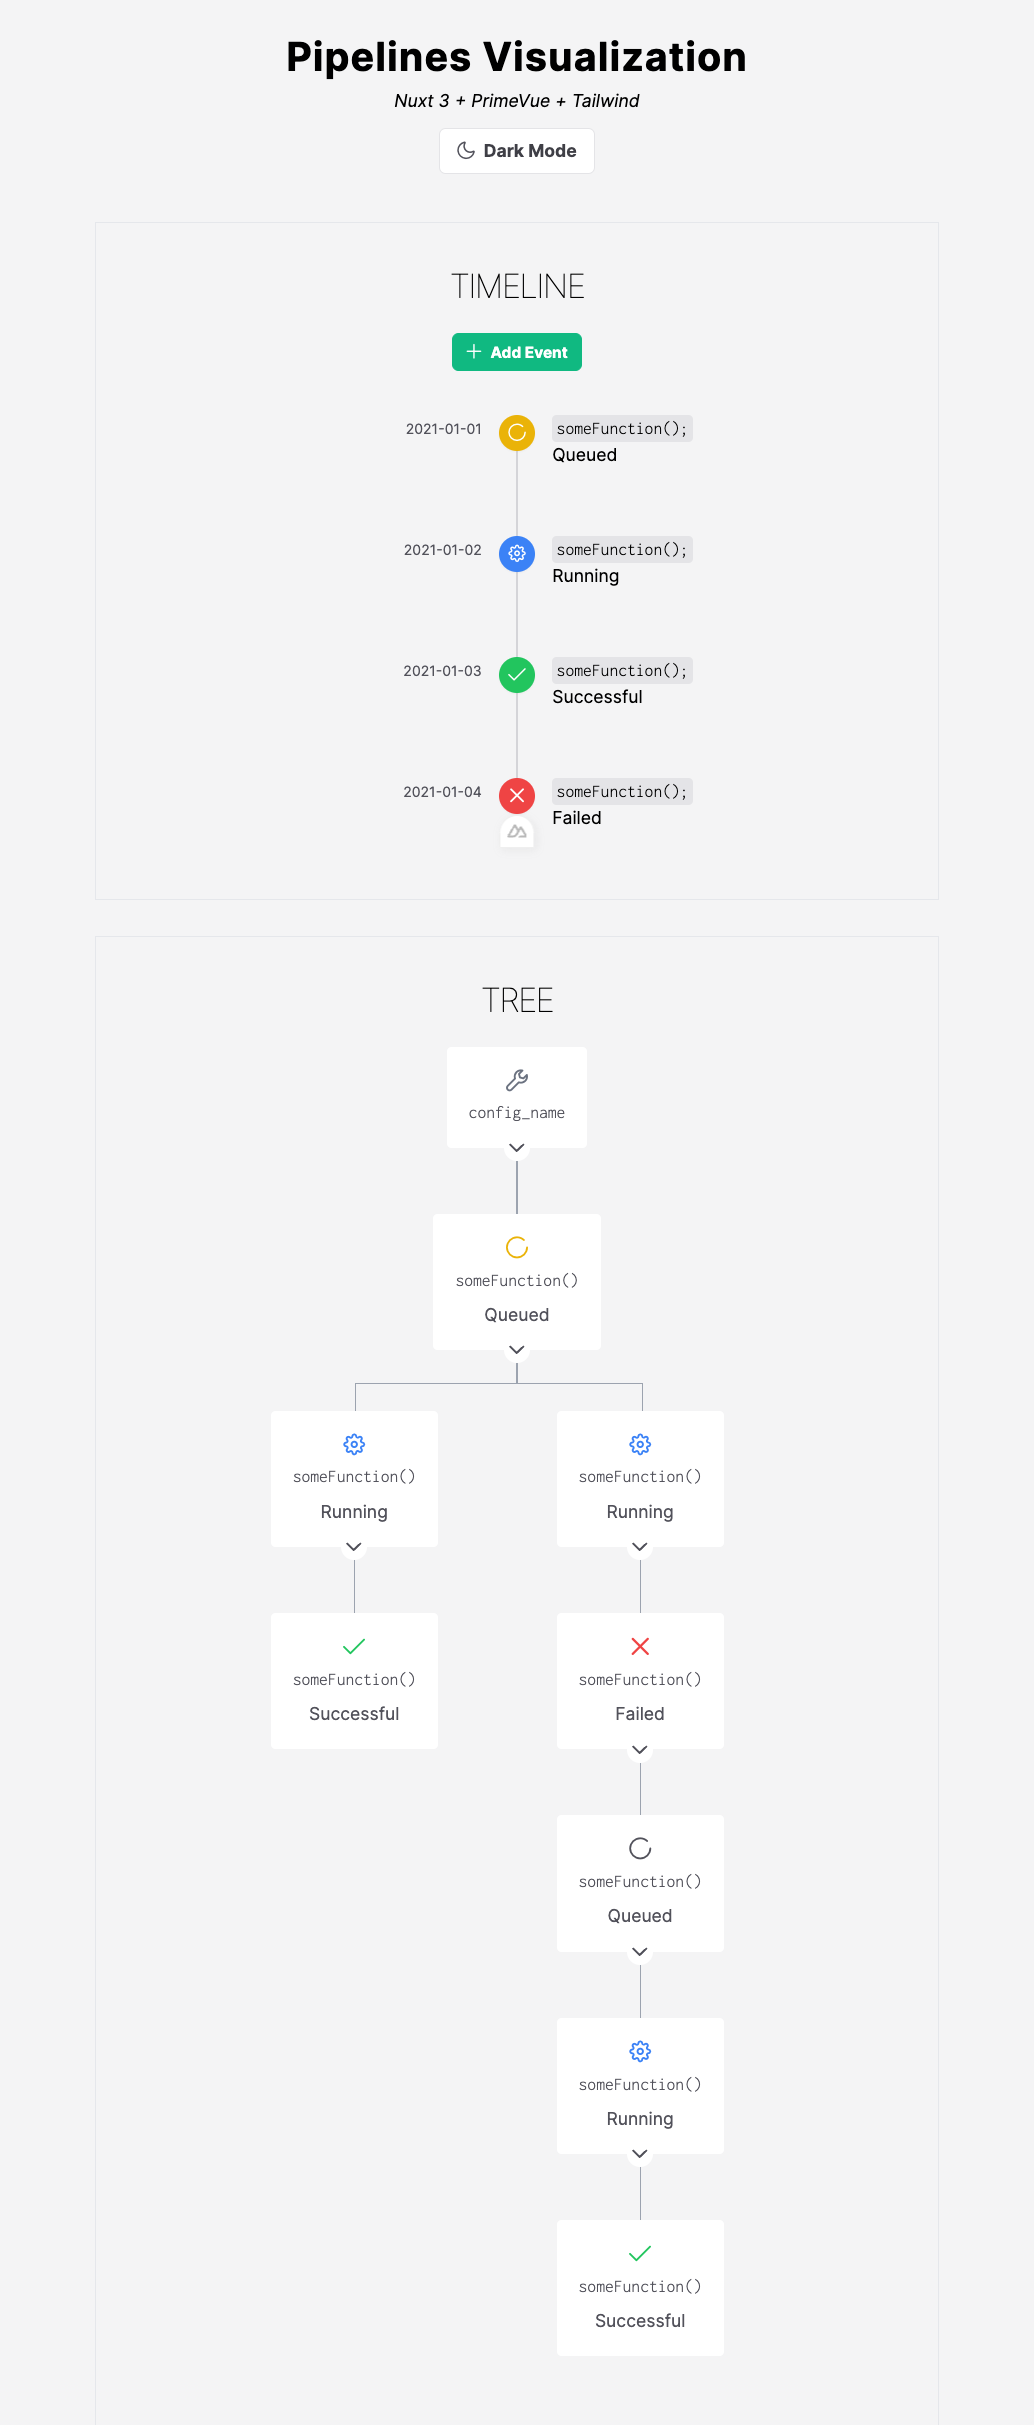 Pipelines Visualization
Nuxt 3 + PrimeVue + Tailwind
Dark Mode
TIMELINE
Add Event
2021-01-01
someFunction();
Queued
2021-01-02
someFunction();
Running
2021-01-03
someFunction();
Successful
2021-01-04
someFunction();
Failed
TREE
config_name
someFunction()
Queued
someFunction()
Running
someFunction()
Running
someFunction()
Successful
someFunction()
Failed
someFunction()
Queued
someFunction()
Running
someFunction()
Successful